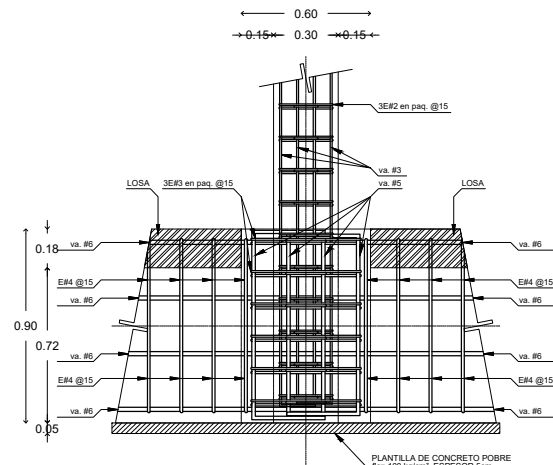 0.60
0.15 0.30 0.15
3E#2 en paq. @15
va. #3
3E#3 en paq. @15
va. #5
LOSA
LOSA
0.18
va. #6
va. #6
E#4 @15
E#4 @15
va. #6
va. #6
0.90
0.72
va. #6
va. #6
E#4 @15
E#4 @15
va. #6
va. #6
0.05
PLANTILLA DE CONCRETO POBRE